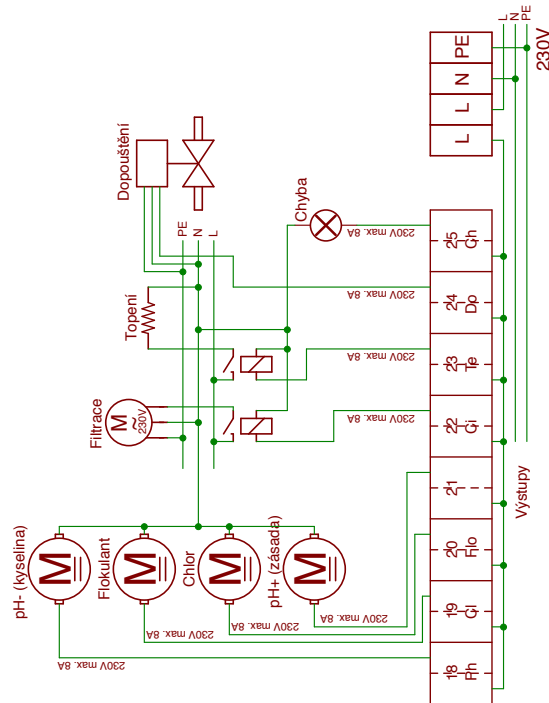 L
N
PE
230V
PE
N
L
L
Dopouštění
PE
N
L
Chyba
230V max. 8A
25
Ch
Topení
230V max. 8A
24
Do
230V max. 8A
23
Te
Filtrace
M
~
230V
230V max. 8A
22
Ci
21
Výstupy
pH- (kyselina)
M
Flokulant
M
Chlor
M
pH+ (zásada)
M
230V max. 8A
20
Flo
230V max. 8A
19
Cl
230V max. 8A
230V max. 8A
18
Ph